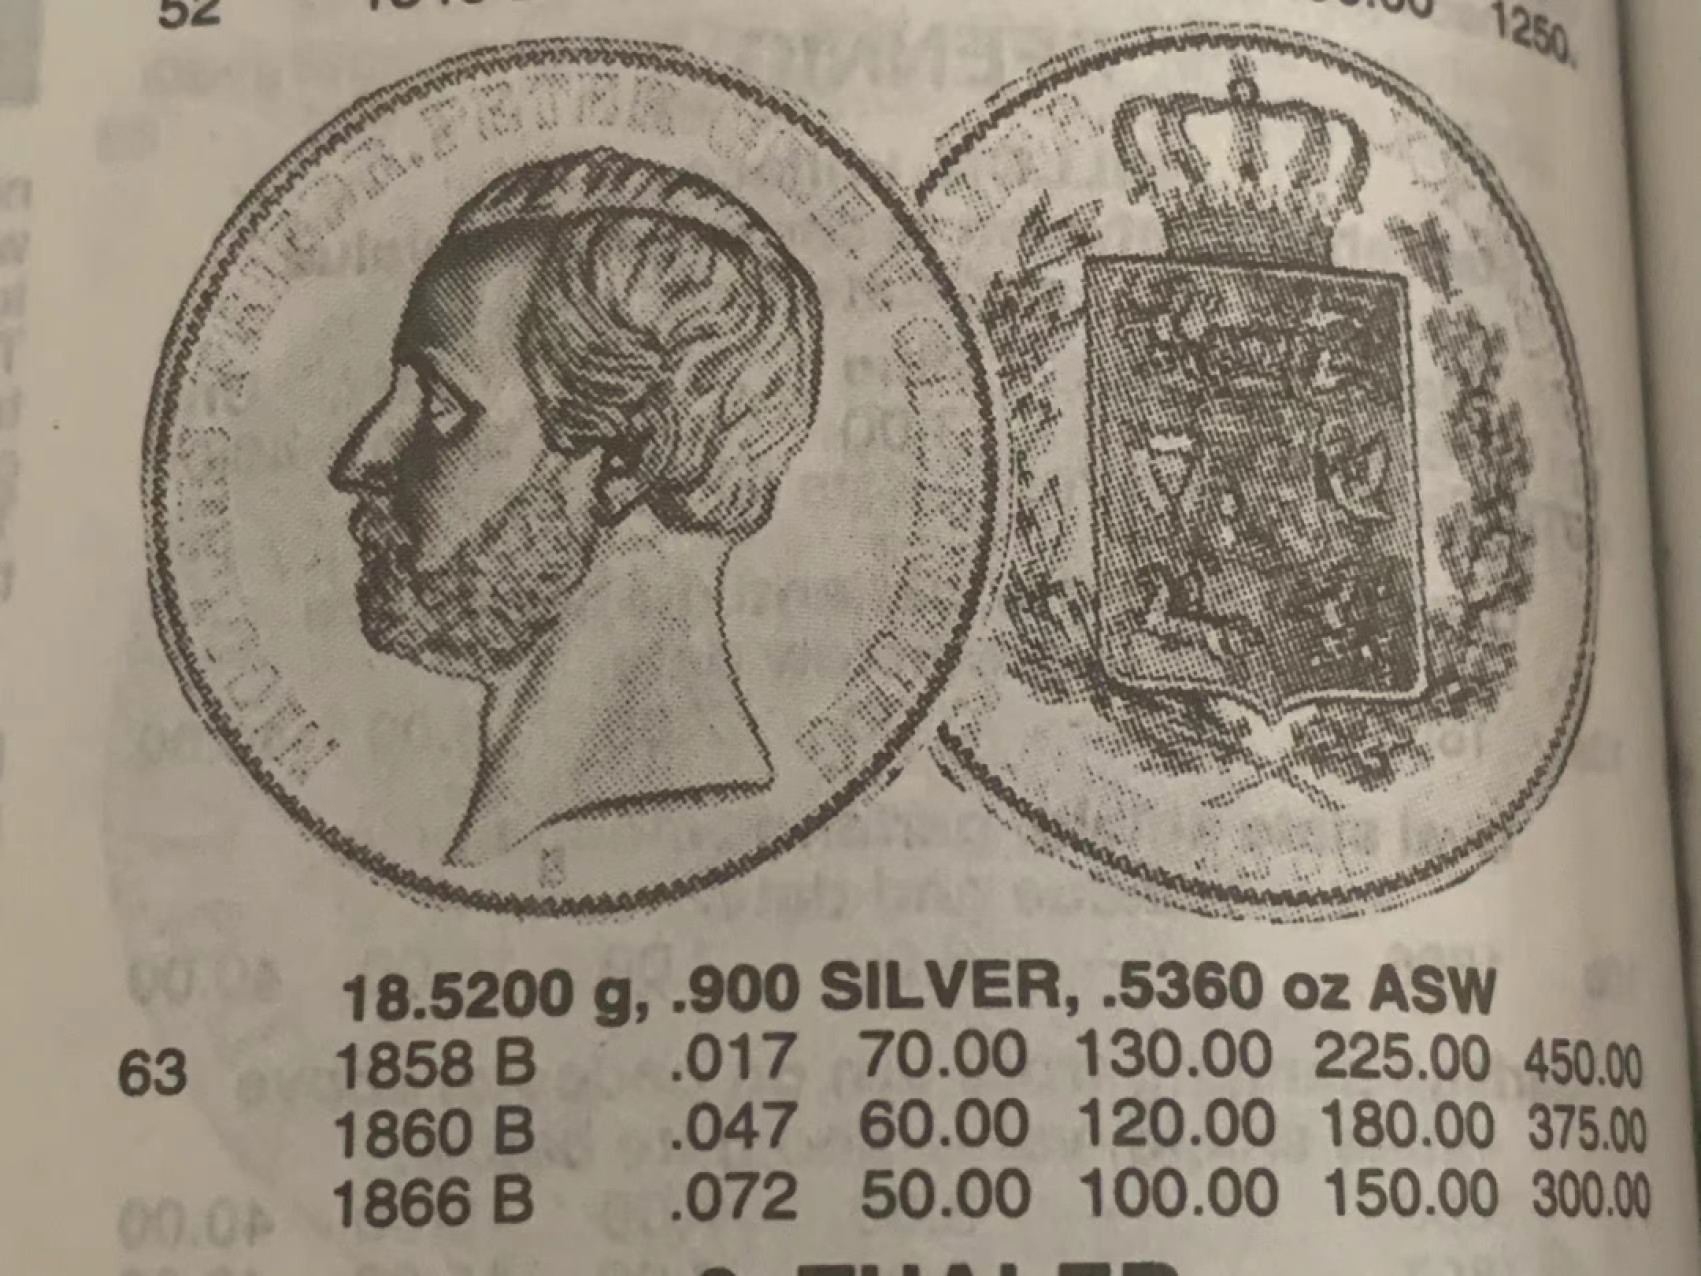 52
1250.
B
18.5200 g, .900 SILVER, .5360 oz ASW
63 1858 B .017 70.00 130.00 225.00 450.00
1860 B .047 60.00 120.00 180.00 375.00
1866 B .072 50.00 100.00 150.00 300.00
THALER